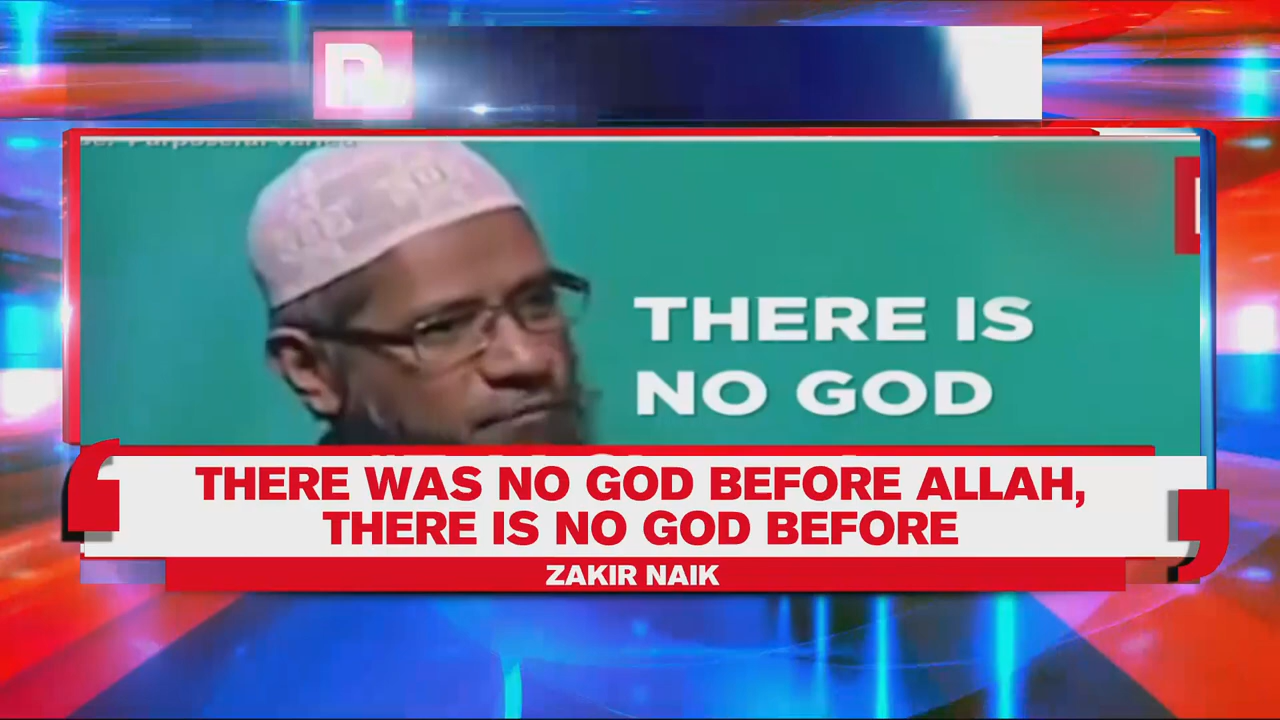 R
THERE IS
NO GOD
THERE WAS NO GOD BEFORE ALLAH,
THERE IS NO GOD BEFORE
ZAKIR NAIK